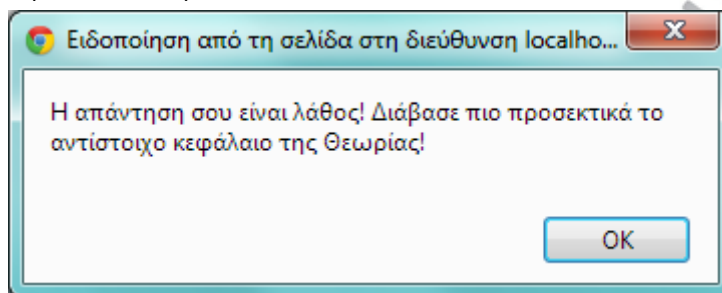 Ειδοποίηση από τη σελίδα στη διεύθυνση localho...
Η απάντηση σου είναι λάθος! Διάβασε πιο προσεκτικά το
αντίστοιχο κεφάλαιο της Θεωρίας!
OK